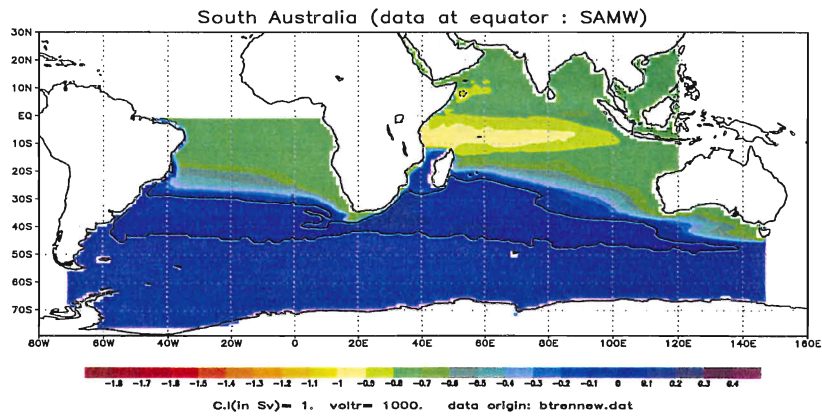 South Australia (data at equator : SAMW)
30N
20N
10N
EQ
10S
20S
30S
40S
50S
60S
70S
80W 60W 40W 20W 0 20E 40E 60E 80E 100E 120E 140E 160E
-1.8 -1.7 -1.5 -1.4 -1.3 -1.2 -1.1 -1 -0.9 -0.8 -0.7 -0.6 -0.5 -0.4 -0.3 -0.2 -0.1 0 0.1 0.2 0.3 0.4
C.I(in Sv)= 1. voltr= 1000. data origin: btrennew.dat